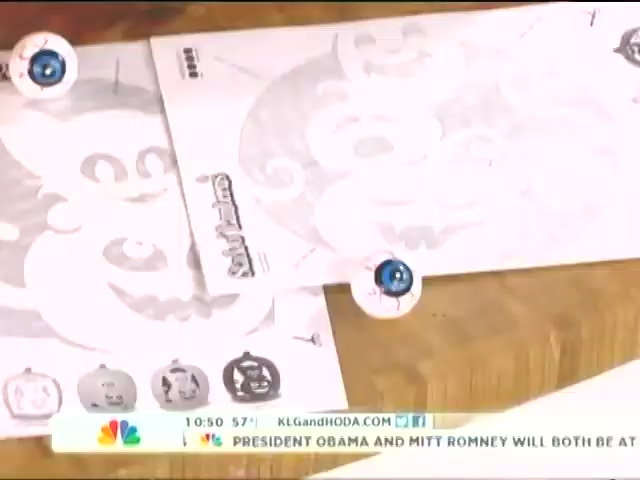 10:50 57° KLGandHODA.COM
PRESIDENT OBAMA AND MITT ROMNEY WILL BOTH BE AT